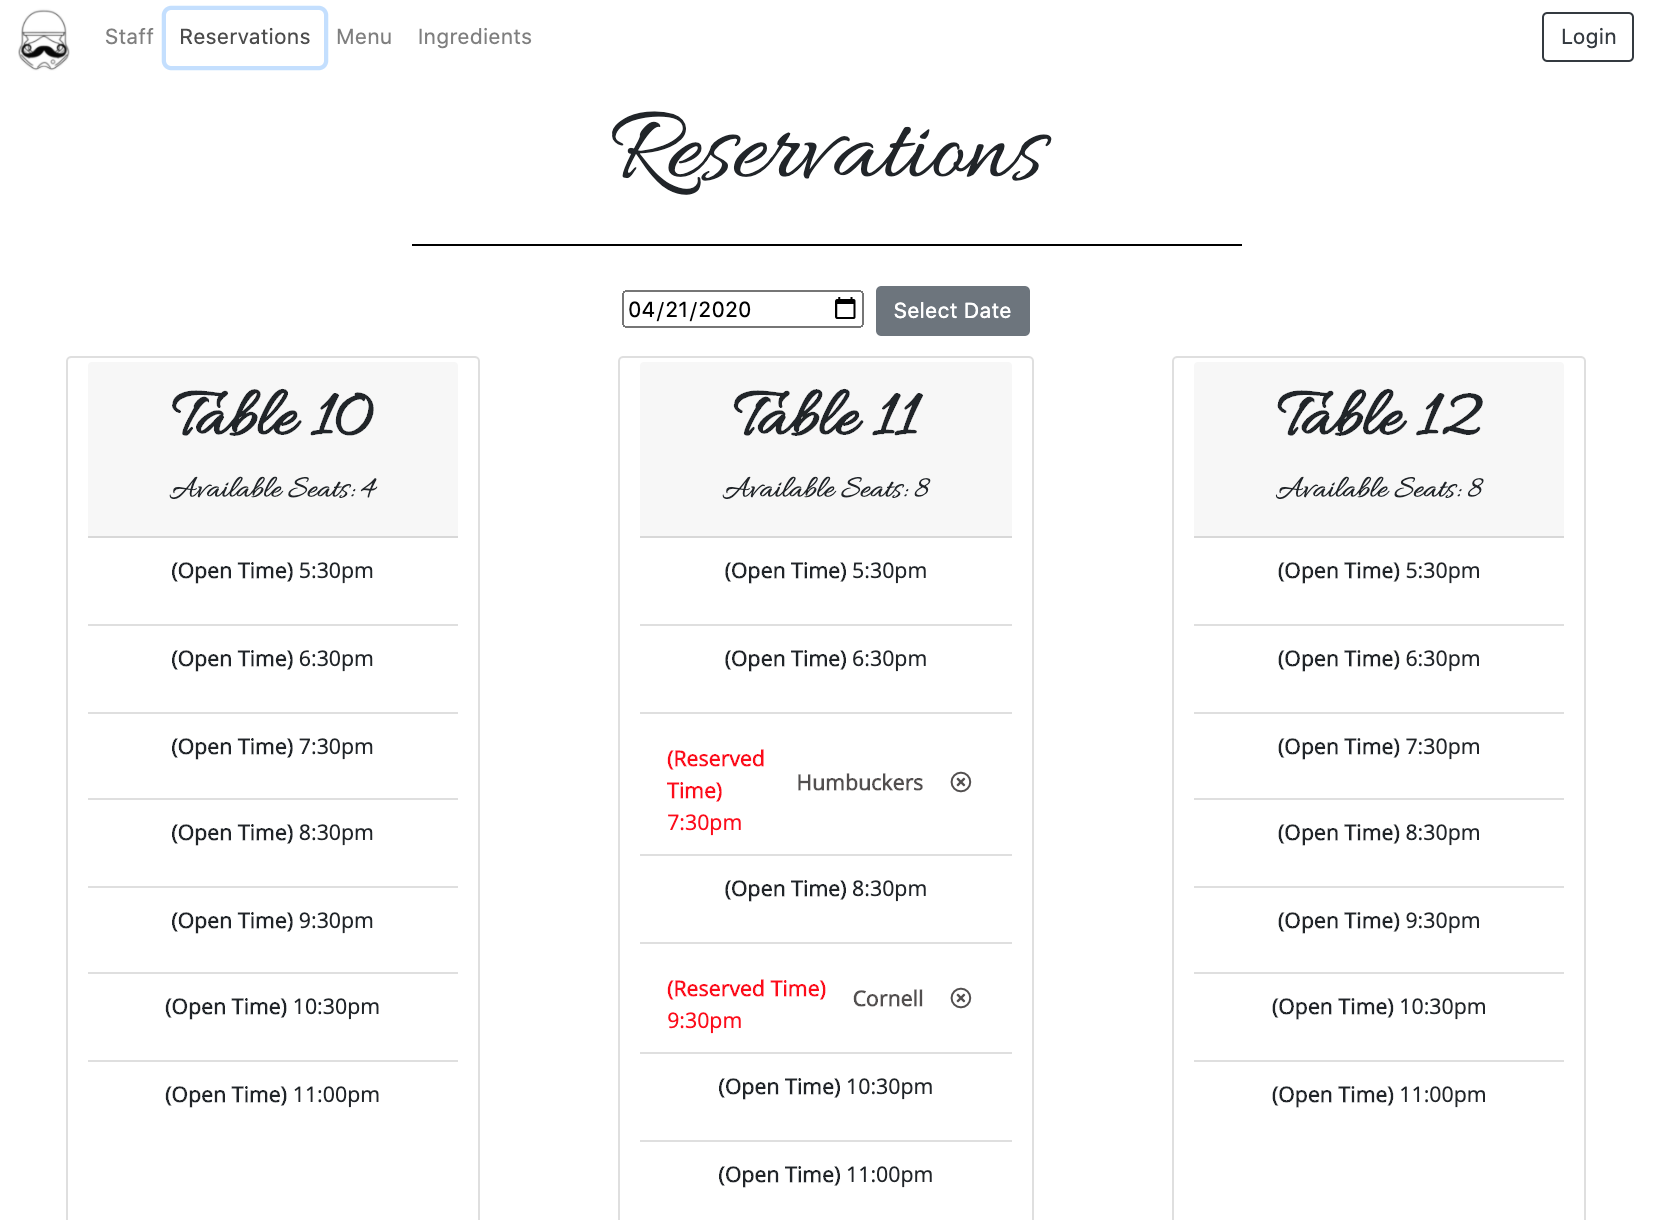 Staff Reservations Menu Ingredients Login
Reservations
04/21/2020 Select Date
Table 10
Available Seats: 4
(Open Time) 5:30pm
(Open Time) 6:30pm
(Open Time) 7:30pm
(Open Time) 8:30pm
(Open Time) 9:30pm
(Open Time) 10:30pm
(Open Time) 11:00pm
Table 11
Available Seats: 8
(Open Time) 5:30pm
(Open Time) 6:30pm
(Reserved
Time)
7:30pm
Humbuckers
(Open Time) 8:30pm
(Reserved Time)
9:30pm
Cornell
(Open Time) 10:30pm
(Open Time) 11:00pm
Table 12
Available Seats: 8
(Open Time) 5:30pm
(Open Time) 6:30pm
(Open Time) 7:30pm
(Open Time) 8:30pm
(Open Time) 9:30pm
(Open Time) 10:30pm
(Open Time) 11:00pm